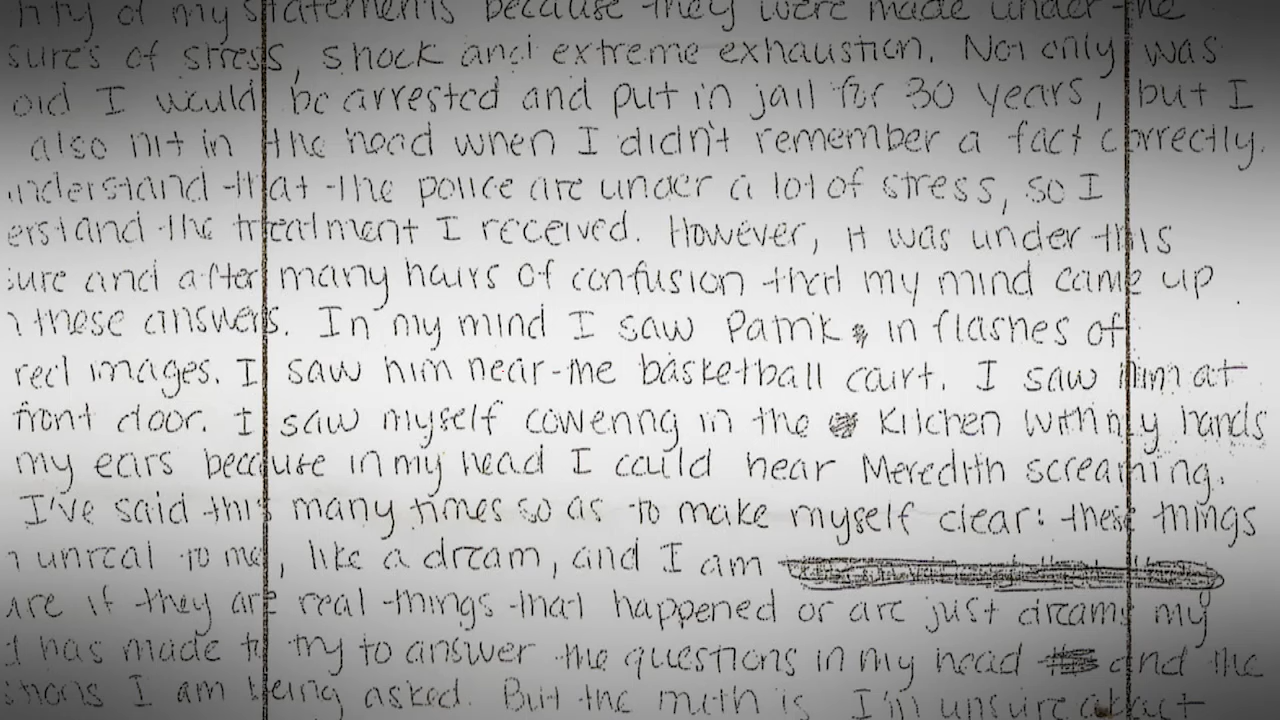 of my statements because they were made under the
sures of stress, shock and extreme exhaustion. Not only was
old I would be arrested and put in jail for 30 years, but I
also hit in the head when I didn't remember a fact correctly.
understand that the police are under a lot of stress, so I
erstand the treatment I received. However, it was under this
sure and after many hours of confusion that my mind came up
these answers. In my mind I saw Patrik in flashes of
red images. I saw him near the basketball court. I saw him at
front door. I saw myself cowering in the kitchen with my hands
my ears because in my head I could hear Meredith screaming.
I've said this many times so as to make myself clear: these things
unreal to me, like a dream, and I am
ure if they are real things that happened or are just dreams my
d has made to try to answer the questions in my head and the
stions I am being asked. But the truth is, I'm unsure about